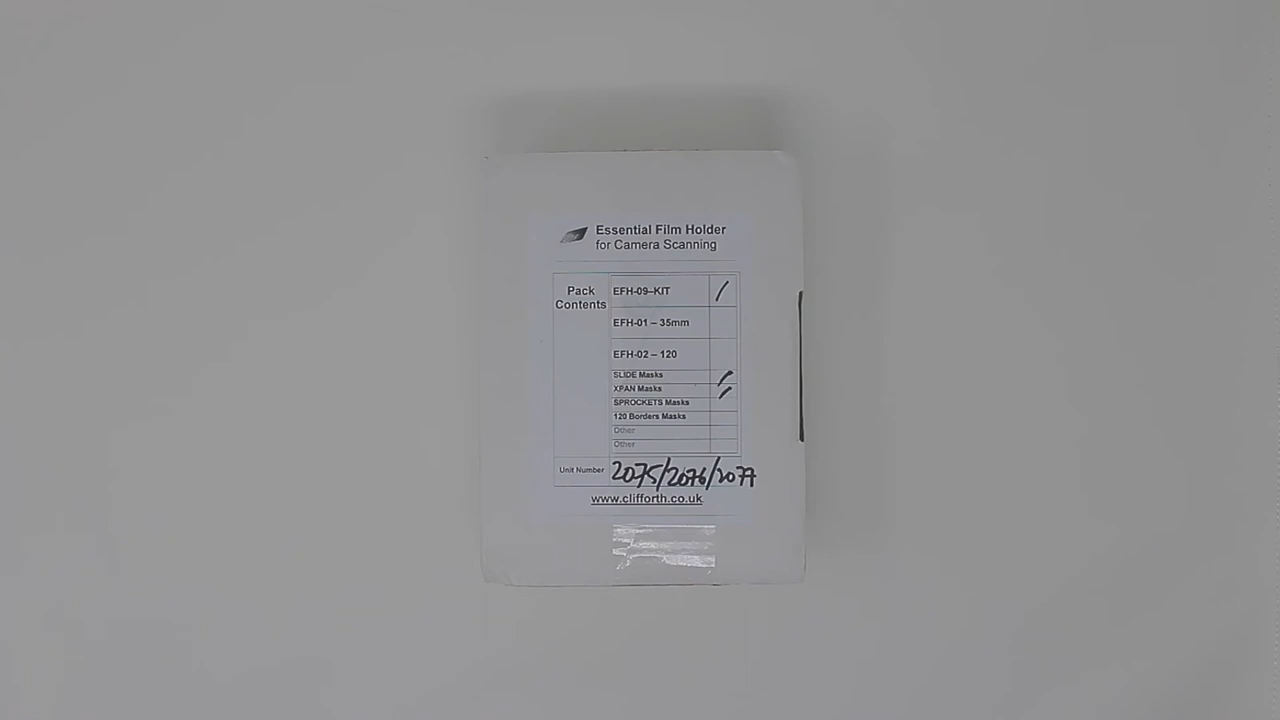 Essential Film Holder
for Camera Scanning
Pack
Contents
EFH-09–KIT /
EFH-01 – 35mm
EFH-02 – 120
SLIDE Masks /
XPAN Masks /
SPROCKETS Masks
120 Borders Masks
Other
Other
Unit Number 2075/2076/2077
www.clifforth.co.uk